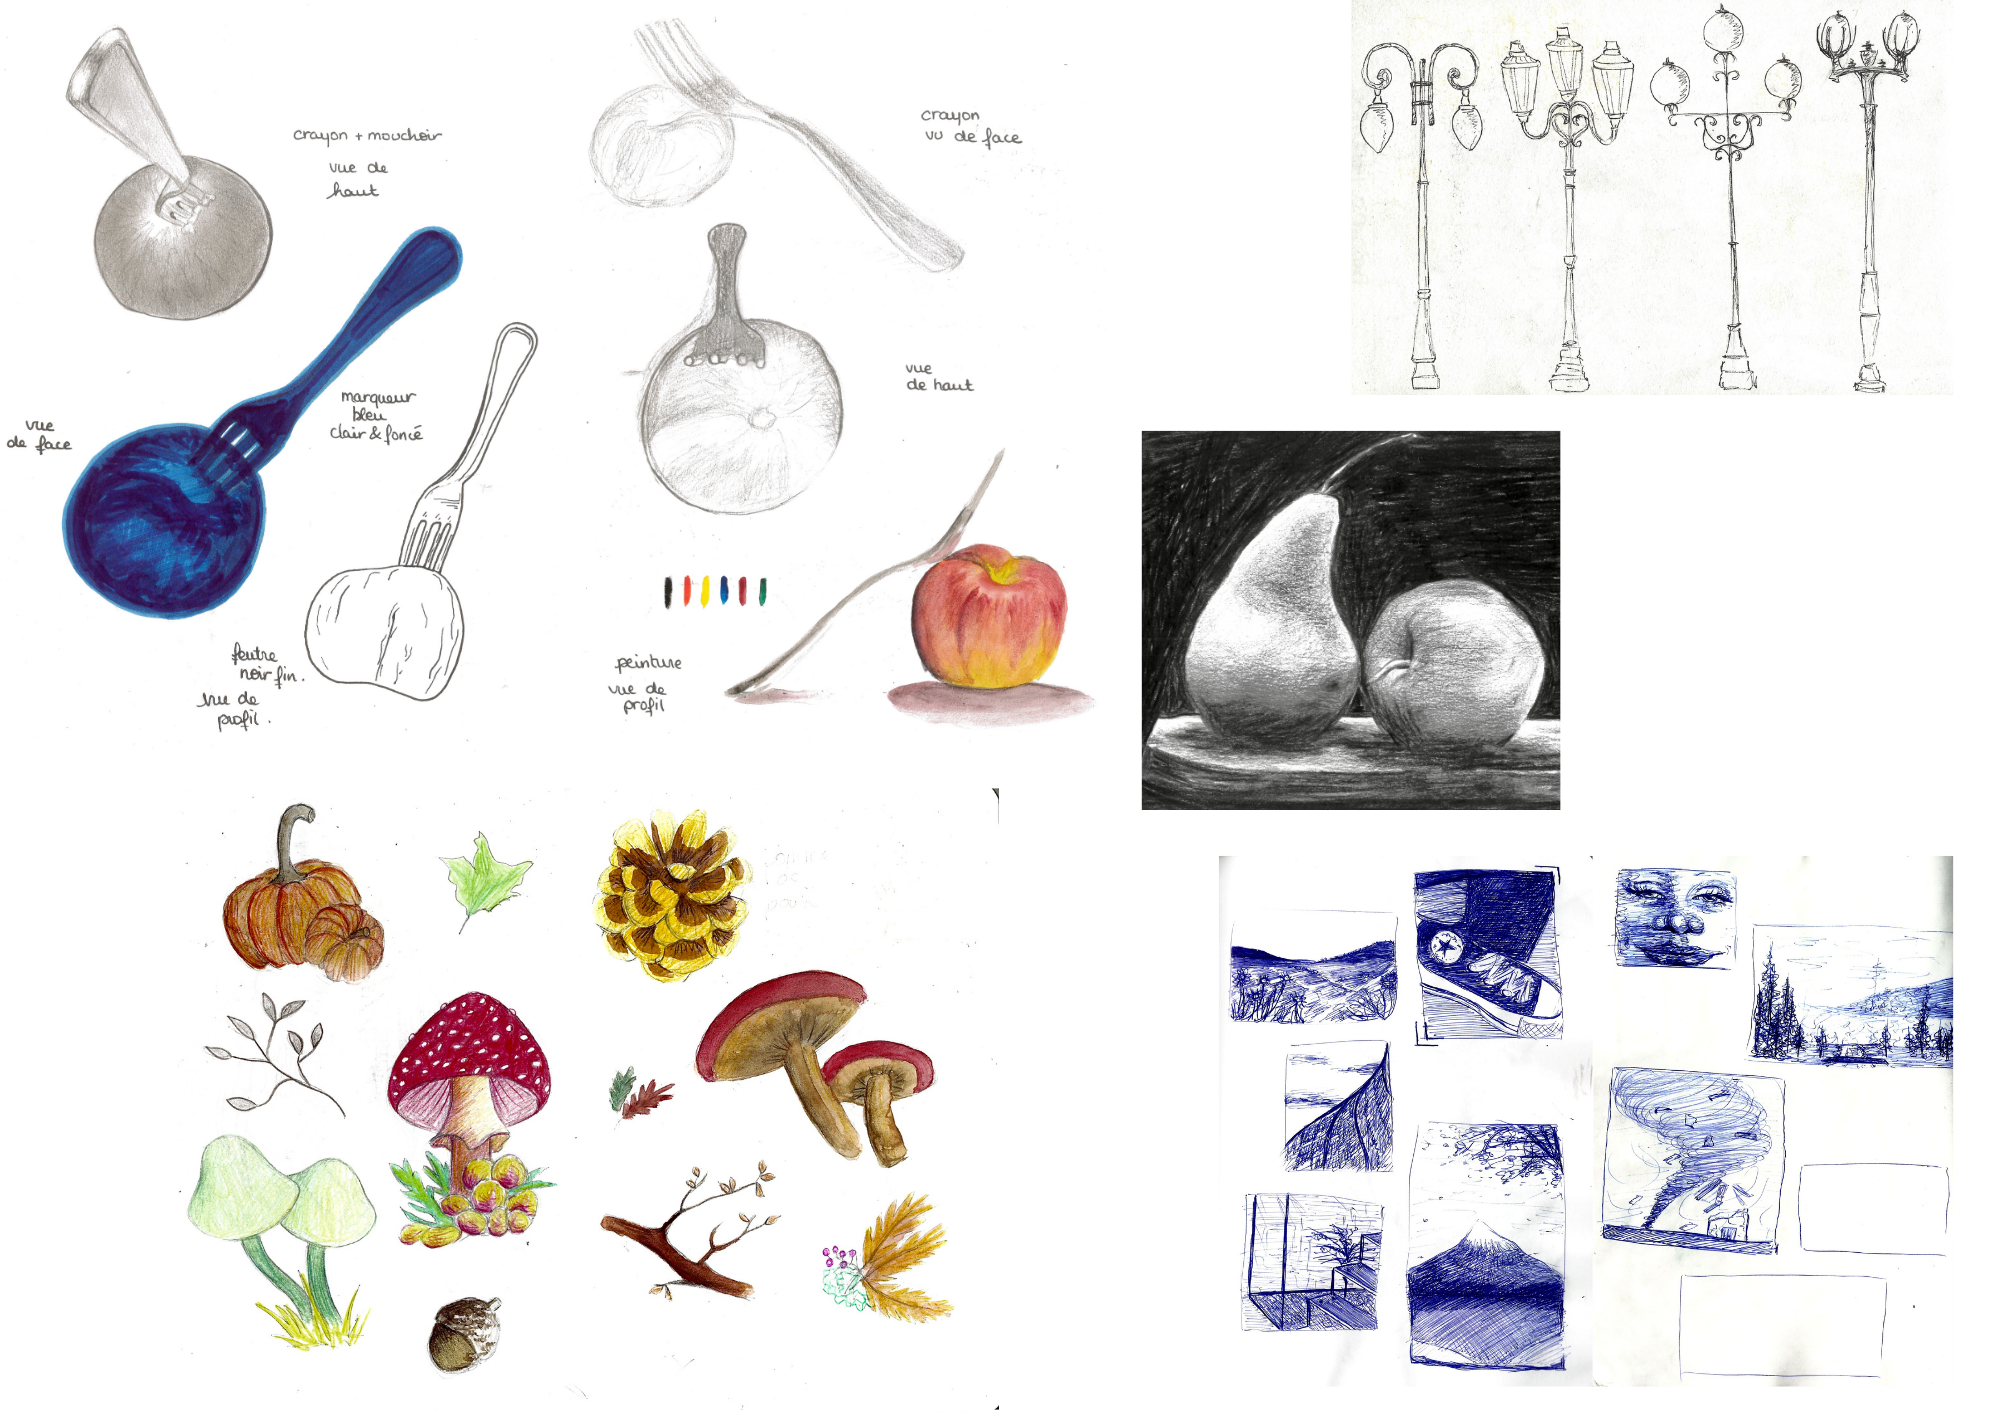 crayon + mouchoir
vue de
haut
crayon
vu de face
vue
de haut
marqueur
bleu
clair & foncé
vue
de face
feutre
noir fin.
vue de
profil.
peinture
vue de
profil